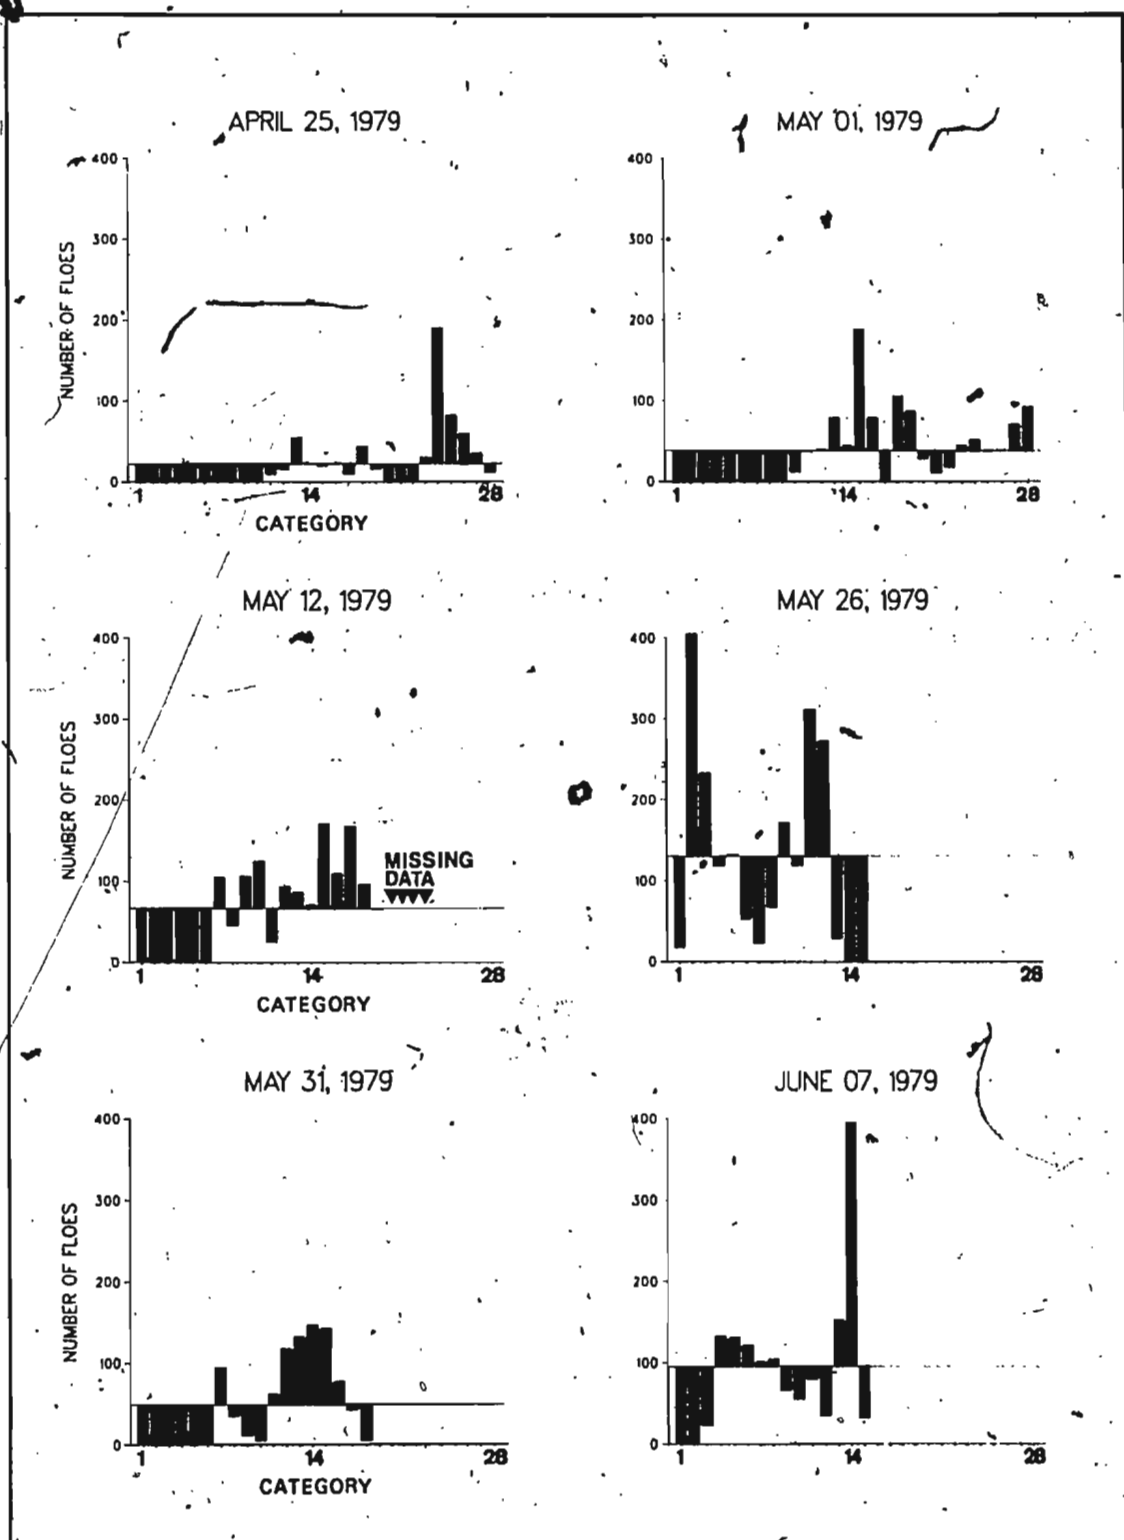 APRIL 25, 1979
MAY 01, 1979
400
300
200
100
0
NUMBER OF FLOES
1 14 28
CATEGORY
400
300
200
100
0
1 14 28
MAY 12, 1979
MAY 26, 1979
400
300
200
100
0
NUMBER OF FLOES
MISSING
DATA
1 14 28
CATEGORY
400
300
200
100
0
1 14 28
MAY 31, 1979
JUNE 07, 1979
400
300
200
100
0
NUMBER OF FLOES
1 14 28
CATEGORY
400
300
200
100
0
1 14 28